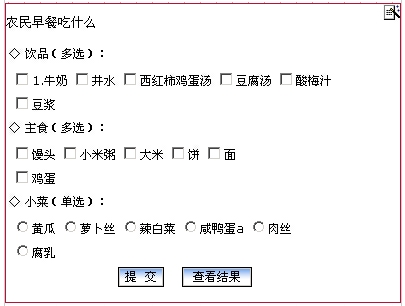 农民早餐吃什么
◇ 饮品(多选):
1.牛奶 井水 西红柿鸡蛋汤 豆腐汤 酸梅汁
豆浆
◇ 主食(多选):
馒头 小米粥 大米 饼 面
鸡蛋
◇ 小菜(单选):
黄瓜 萝卜丝 辣白菜 咸鸭蛋a 肉丝
腐乳
提 交 查看结果